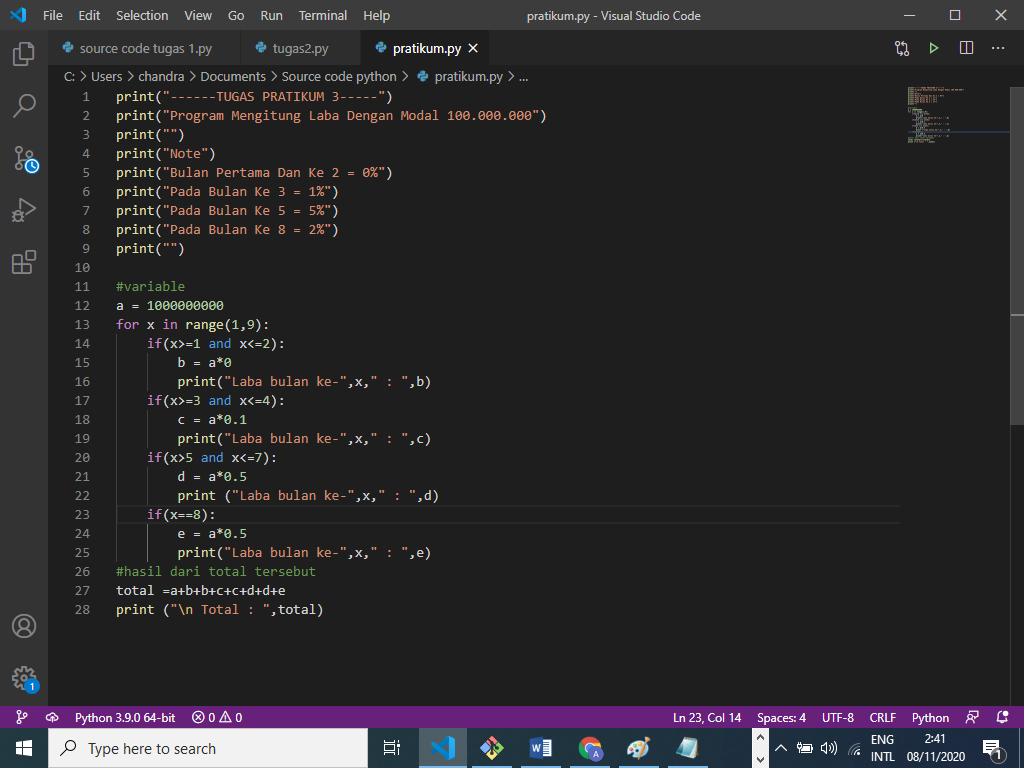 File Edit Selection View Go Run Terminal Help pratikum.py - Visual Studio Code
source code tugas 1.py tugas2.py pratikum.py
C: > Users > chandra > Documents > Source code python > pratikum.py > ...
1 print("------TUGAS PRATIKUM 3-----")
2 print("Program Mengitung Laba Dengan Modal 100.000.000")
3 print("")
4 print("Note")
5 print("Bulan Pertama Dan Ke 2 = 0%")
6 print("Pada Bulan Ke 3 = 1%")
7 print("Pada Bulan Ke 5 = 5%")
8 print("Pada Bulan Ke 8 = 2%")
9 print("")
10
11 #variable
12 a = 1000000000
13 for x in range(1,9):
14     if(x>=1 and x<=2):
15         b = a*0
16         print("Laba bulan ke-",x," : ",b)
17     if(x>=3 and x<=4):
18         c = a*0.1
19         print("Laba bulan ke-",x," : ",c)
20     if(x>5 and x<=7):
21         d = a*0.5
22         print ("Laba bulan ke-",x," : ",d)
23     if(x==8):
24         e = a*0.5
25         print("Laba bulan ke-",x," : ",e)
26 #hasil dari total tersebut
27 total =a+b+b+c+c+d+d+e
28 print ("\n Total : ",total)
1
Python 3.9.0 64-bit 0 0 Ln 23, Col 14 Spaces: 4 UTF-8 CRLF Python
Type here to search ENG INTL 2:41 08/11/2020 1